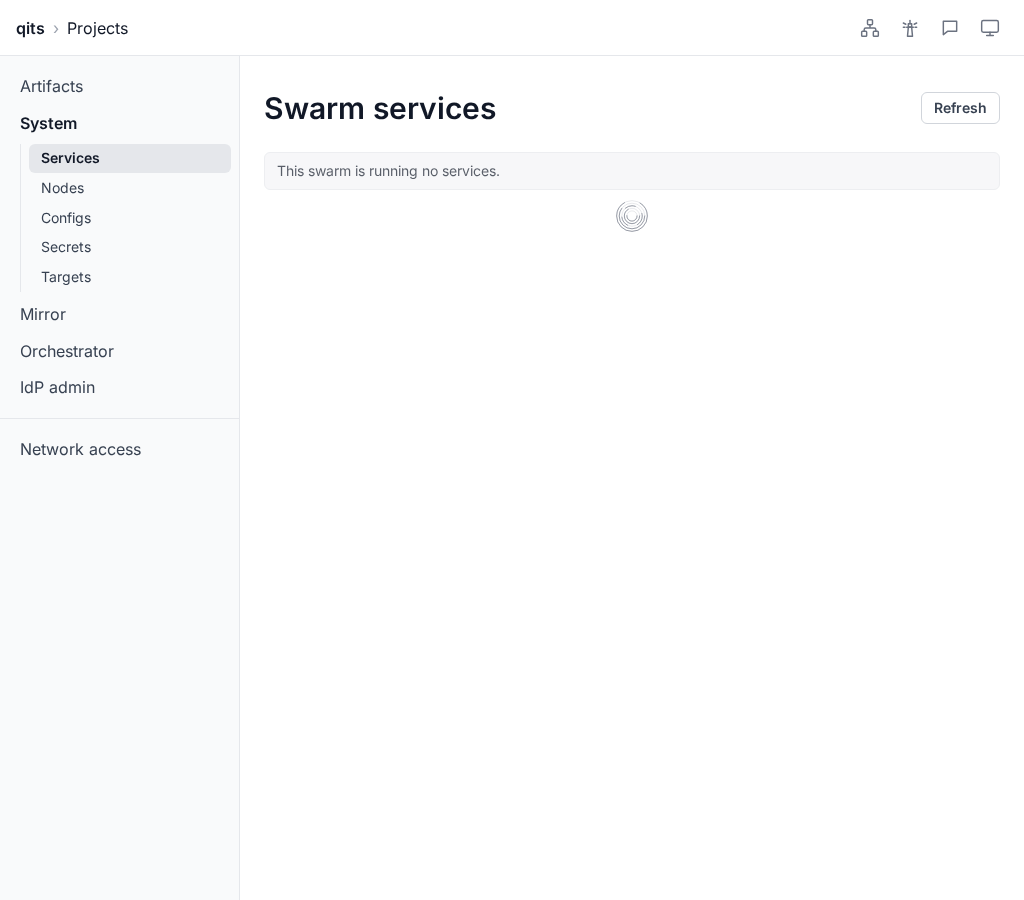 qits › Projects
Artifacts
System
Services
Nodes
Configs
Secrets
Targets
Mirror
Orchestrator
IdP admin
Network access
Swarm services
Refresh
This swarm is running no services.